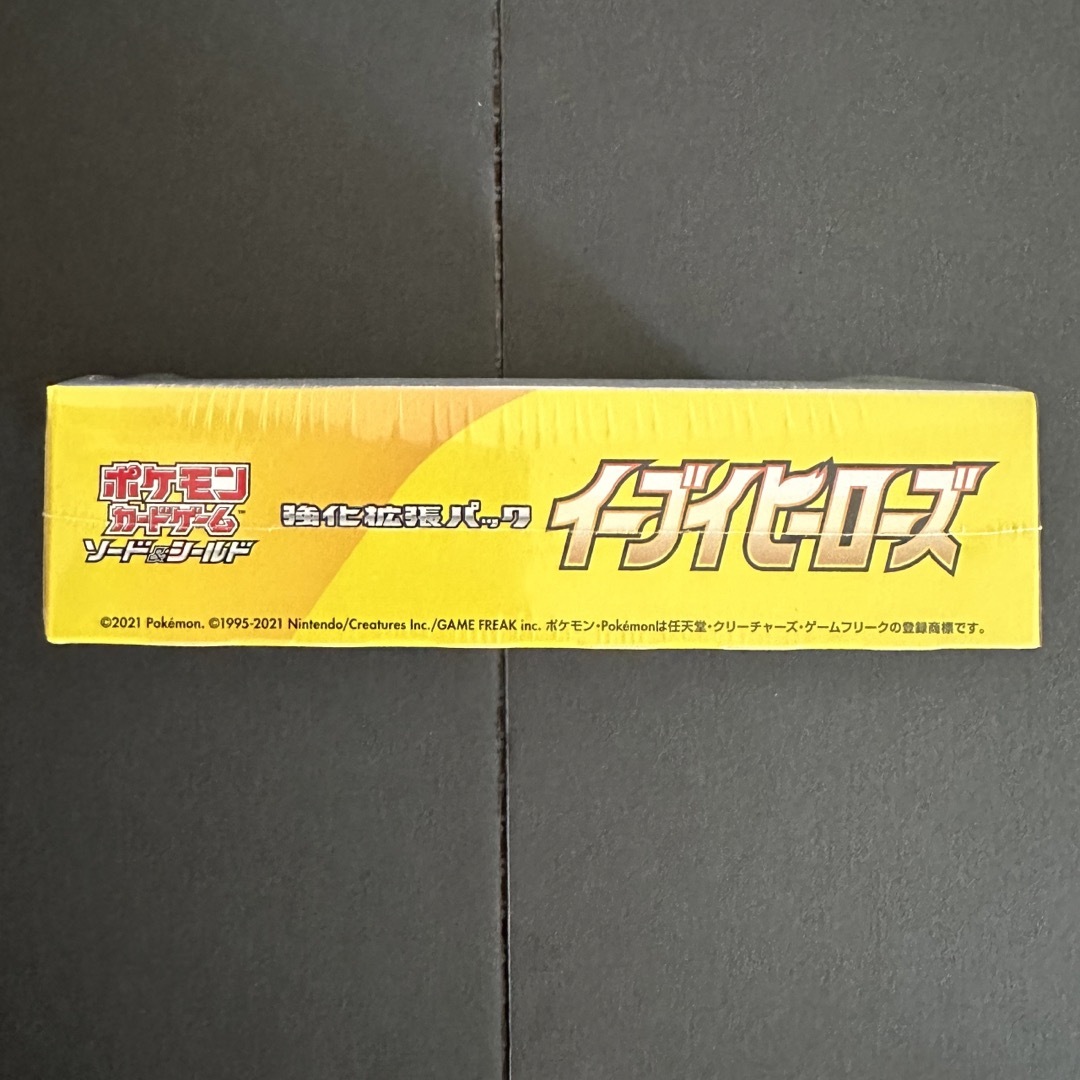 ポケモン
カードゲーム™
ソード&シールド
強化拡張パック
イーブイヒーローズ
©2021 Pokémon. ©1995-2021 Nintendo/Creatures Inc./GAME FREAK inc. ポケモン・Pokémonは任天堂・クリーチャーズ・ゲームフリークの登録商標です。